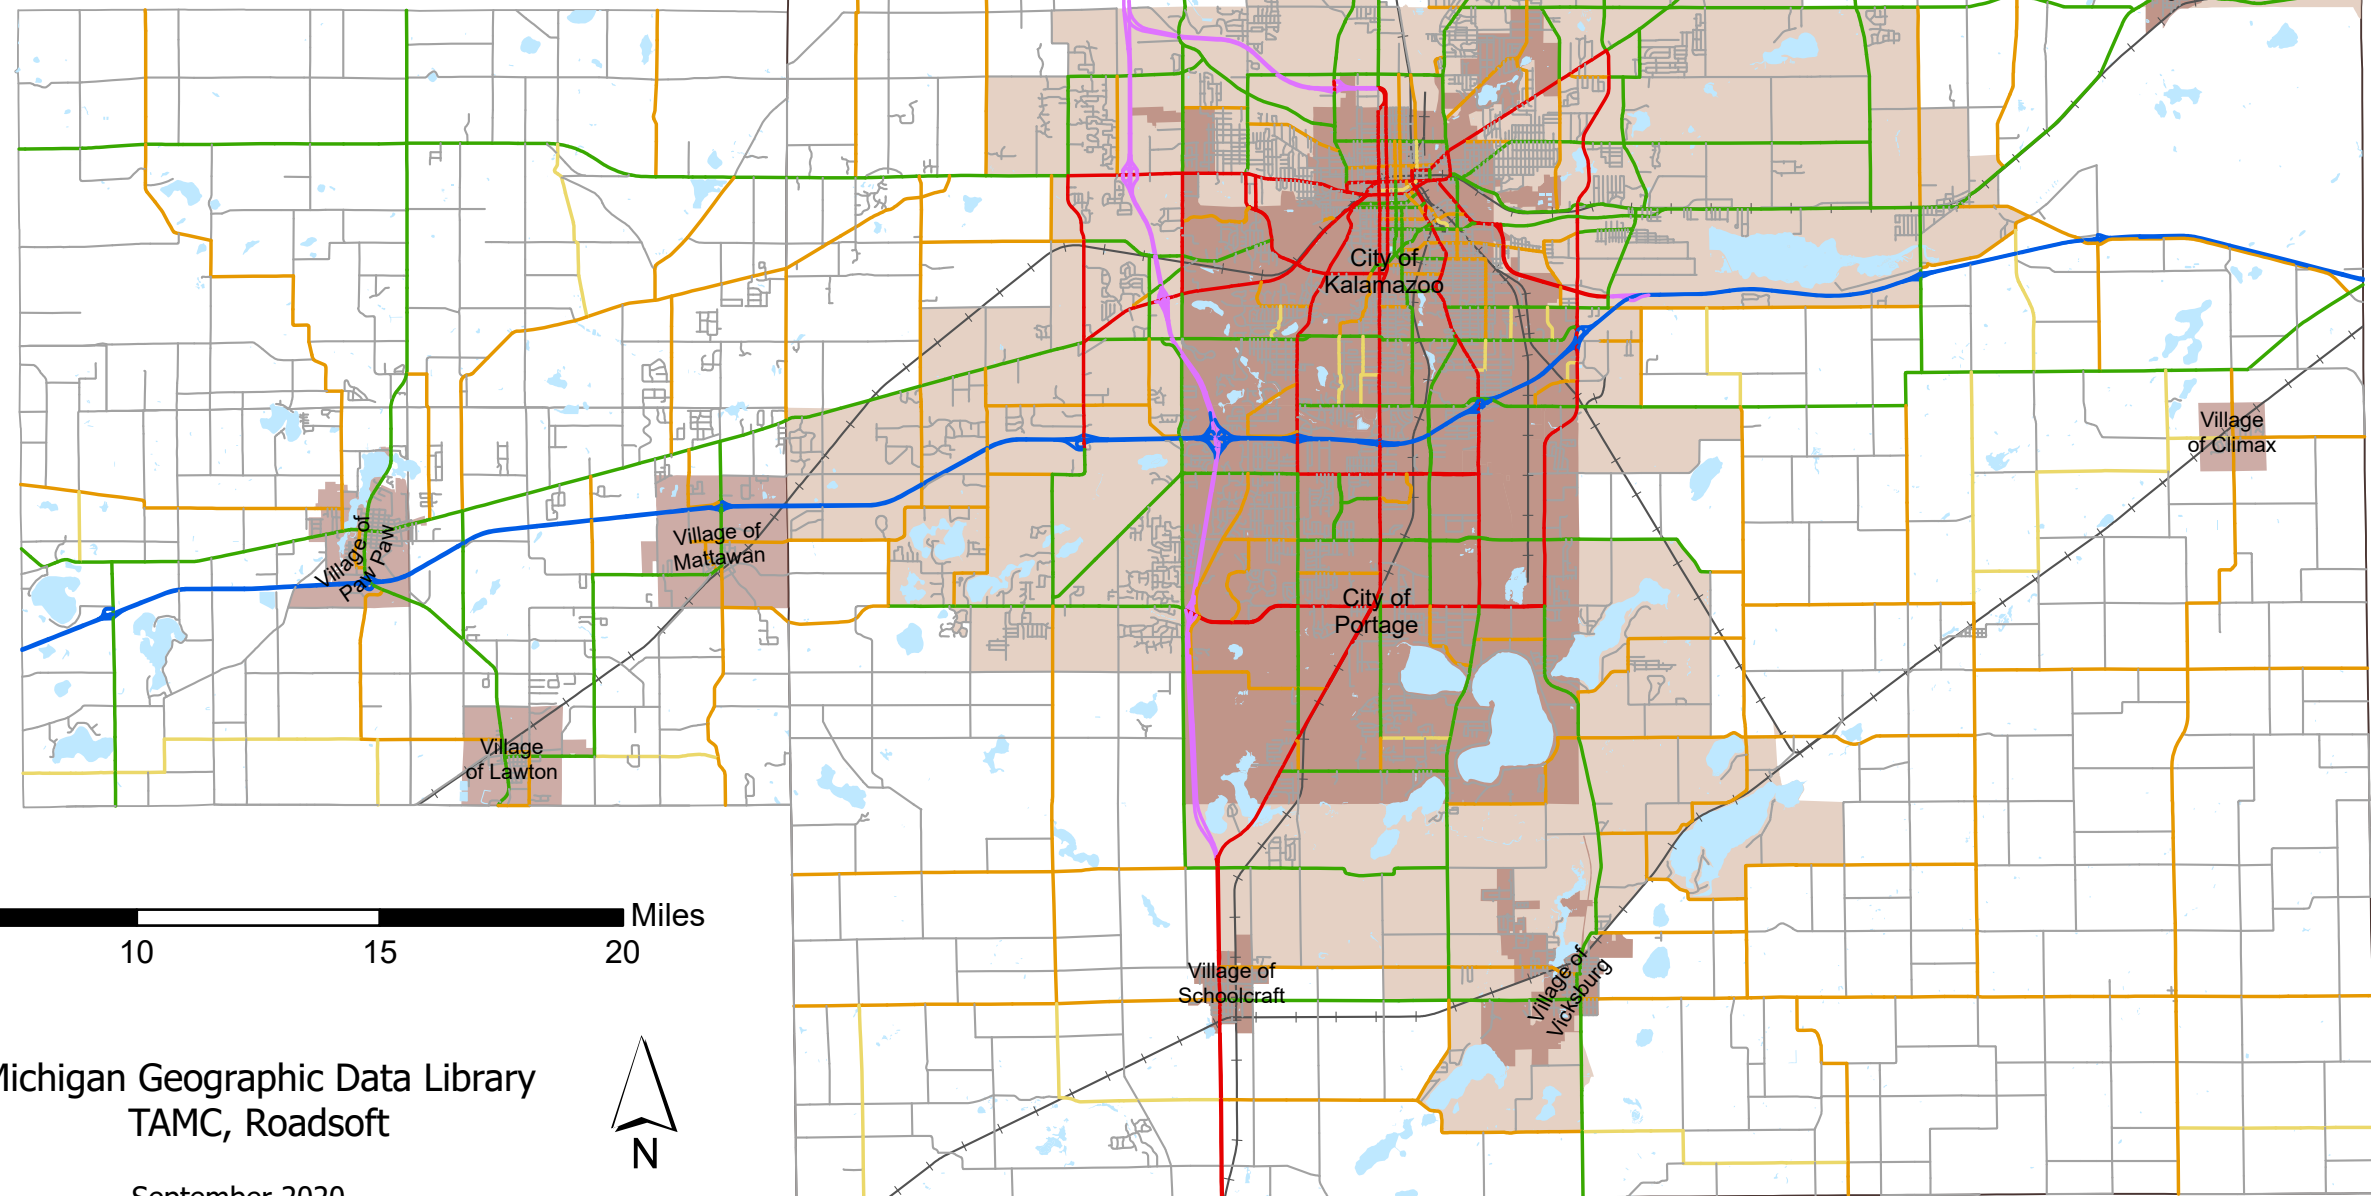 City of
Kalamazoo
Village
of Climax
Village of
Paw Paw
Village of
Mattawan
City of
Portage
Village
of Lawton
Miles
10
15
20
Village of
Schoolcraft
Village of
Vicksburg
Michigan Geographic Data Library
TAMC, Roadsoft
N
September 2020